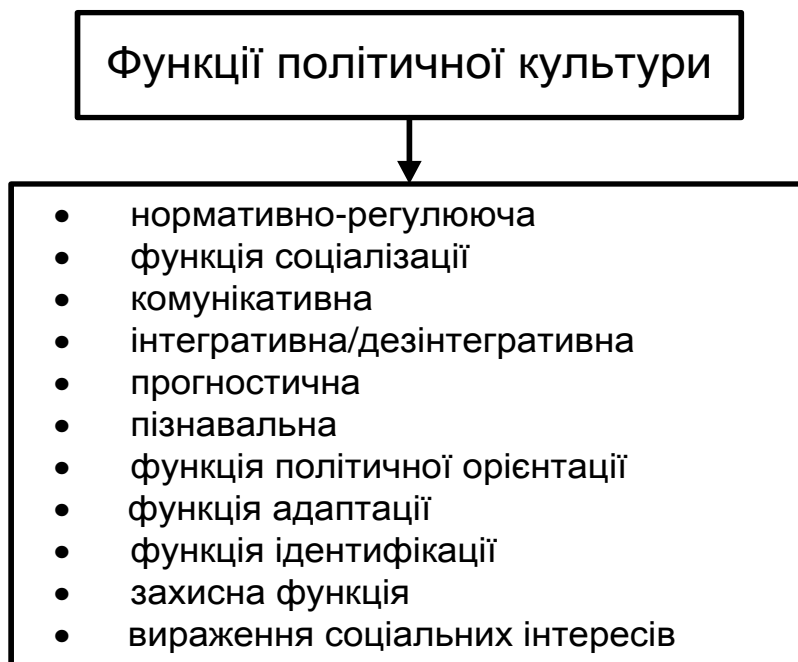 Функції політичної культури
• нормативно-регулююча
• функція соціалізації
• комунікативна
• інтегративна/дезінтегративна
• прогностична
• пізнавальна
• функція політичної орієнтації
• функція адаптації
• функція ідентифікації
• захисна функція
• вираження соціальних інтересів